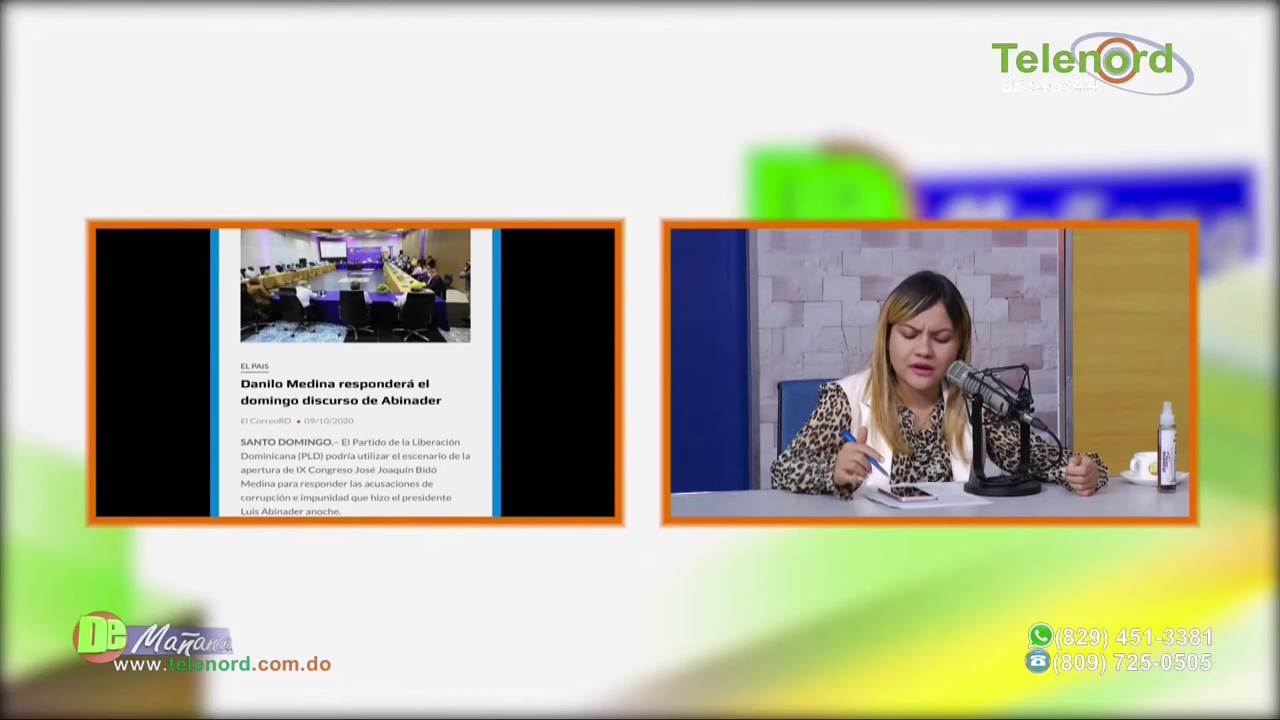 Telenord
De
Mañana
EL PAIS
Danilo Medina responderá el
domingo discurso de Abinader
El CorreoRD • 09/10/2020
SANTO DOMINGO.– El Partido de la Liberación
Dominicana (PLD) podría utilizar el escenario de la
apertura de IX Congreso José Joaquín Bidó
Medina para responder las acusaciones de
corrupción e impunidad que hizo el presidente
Luis Abinader anoche.
De Mañana
www.telenord.com.do
(829) 451-3381
(809) 725-0505